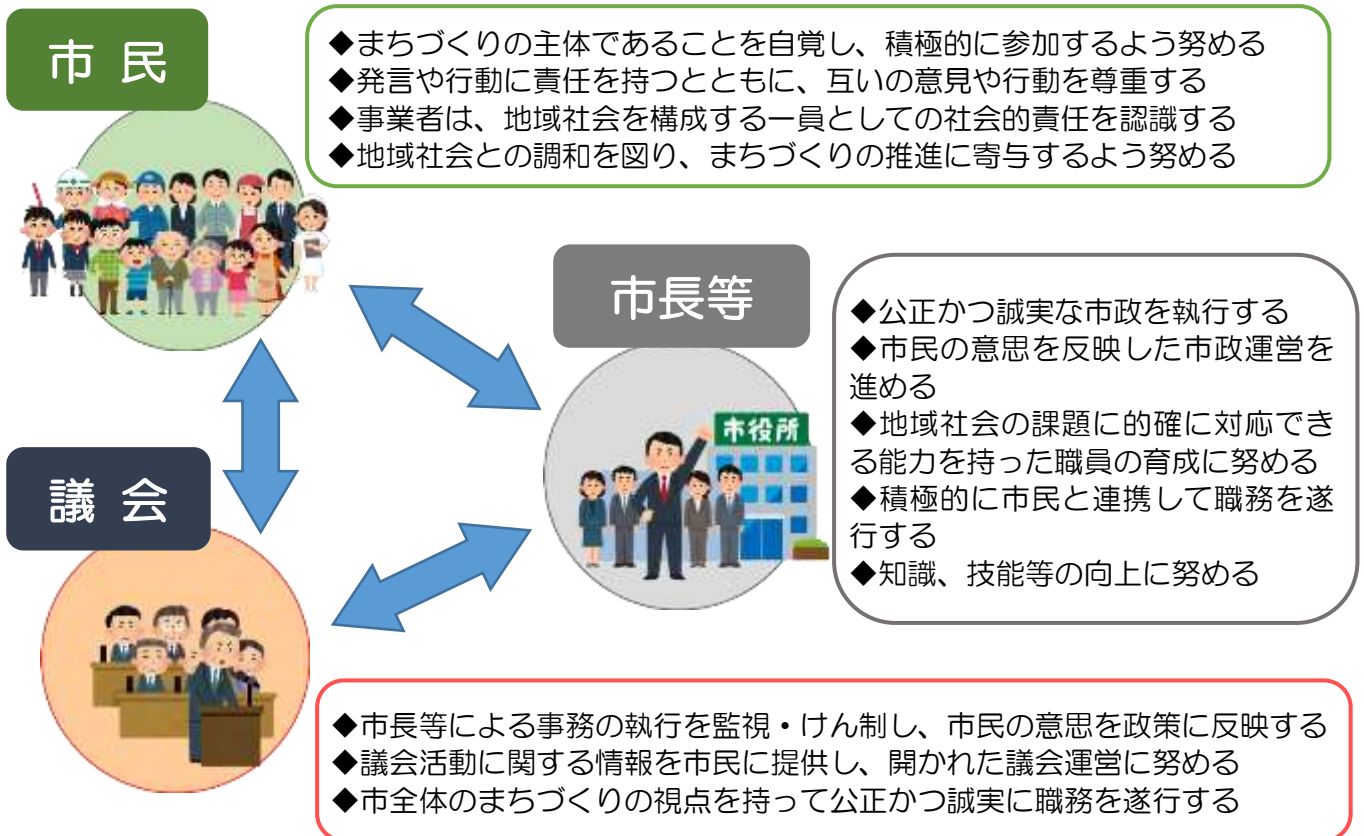 市 民
◆まちづくりの主体であることを自覚し、積極的に参加するよう努める
◆発言や行動に責任を持つとともに、互いの意見や行動を尊重する
◆事業者は、地域社会を構成する一員としての社会的責任を認識する
◆地域社会との調和を図り、まちづくりの推進に寄与するよう努める
市長等
市役所
◆公正かつ誠実な市政を執行する
◆市民の意思を反映した市政運営を
進める
◆地域社会の課題に的確に対応でき
る能力を持った職員の育成に努める
◆積極的に市民と連携して職務を遂
行する
◆知識、技能等の向上に努める
議 会
◆市長等による事務の執行を監視・けん制し、市民の意思を政策に反映する
◆議会活動に関する情報を市民に提供し、開かれた議会運営に努める
◆市全体のまちづくりの視点を持って公正かつ誠実に職務を遂行する